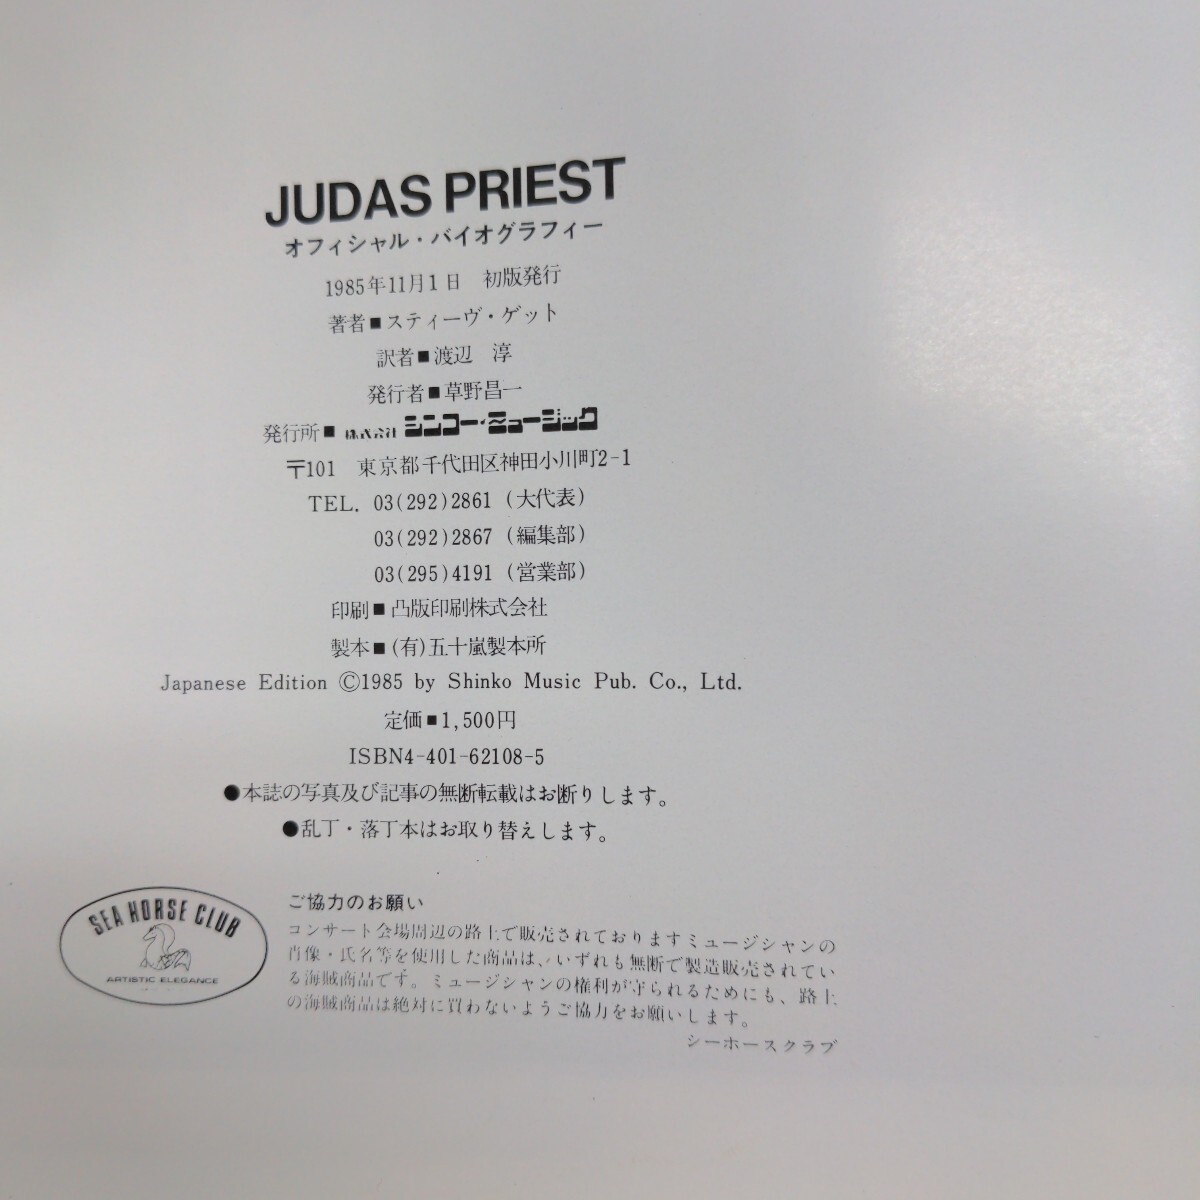 JUDAS PRIEST
オフィシャル・バイオグラフィー
1985年11月1日　初版発行
著者■スティーヴ・ゲット
訳者■渡辺　淳
発行者■草野昌一
発行所■株式会社シンコー・ミュージック
〒101　東京都千代田区神田小川町2-1
TEL. 03(292)2861（大代表）
03(292)2867（編集部）
03(295)4191（営業部）
印刷■凸版印刷株式会社
製本■(有)五十嵐製本所
Japanese Edition ©1985 by Shinko Music Pub. Co., Ltd.
定価■1,500円
ISBN4-401-62108-5
●本誌の写真及び記事の無断転載はお断りします。
●乱丁・落丁本はお取り替えします。
SEA HORSE CLUB
ARTISTIC ELEGANCE
ご協力のお願い
コンサート会場周辺の路上で販売されておりますミュージシャンの
肖像・氏名等を使用した商品は、いずれも無断で製造販売されてい
る海賊商品です。ミュージシャンの権利が守られるためにも、路上
の海賊商品は絶対に買わないようご協力をお願いします。
シーホースクラブ